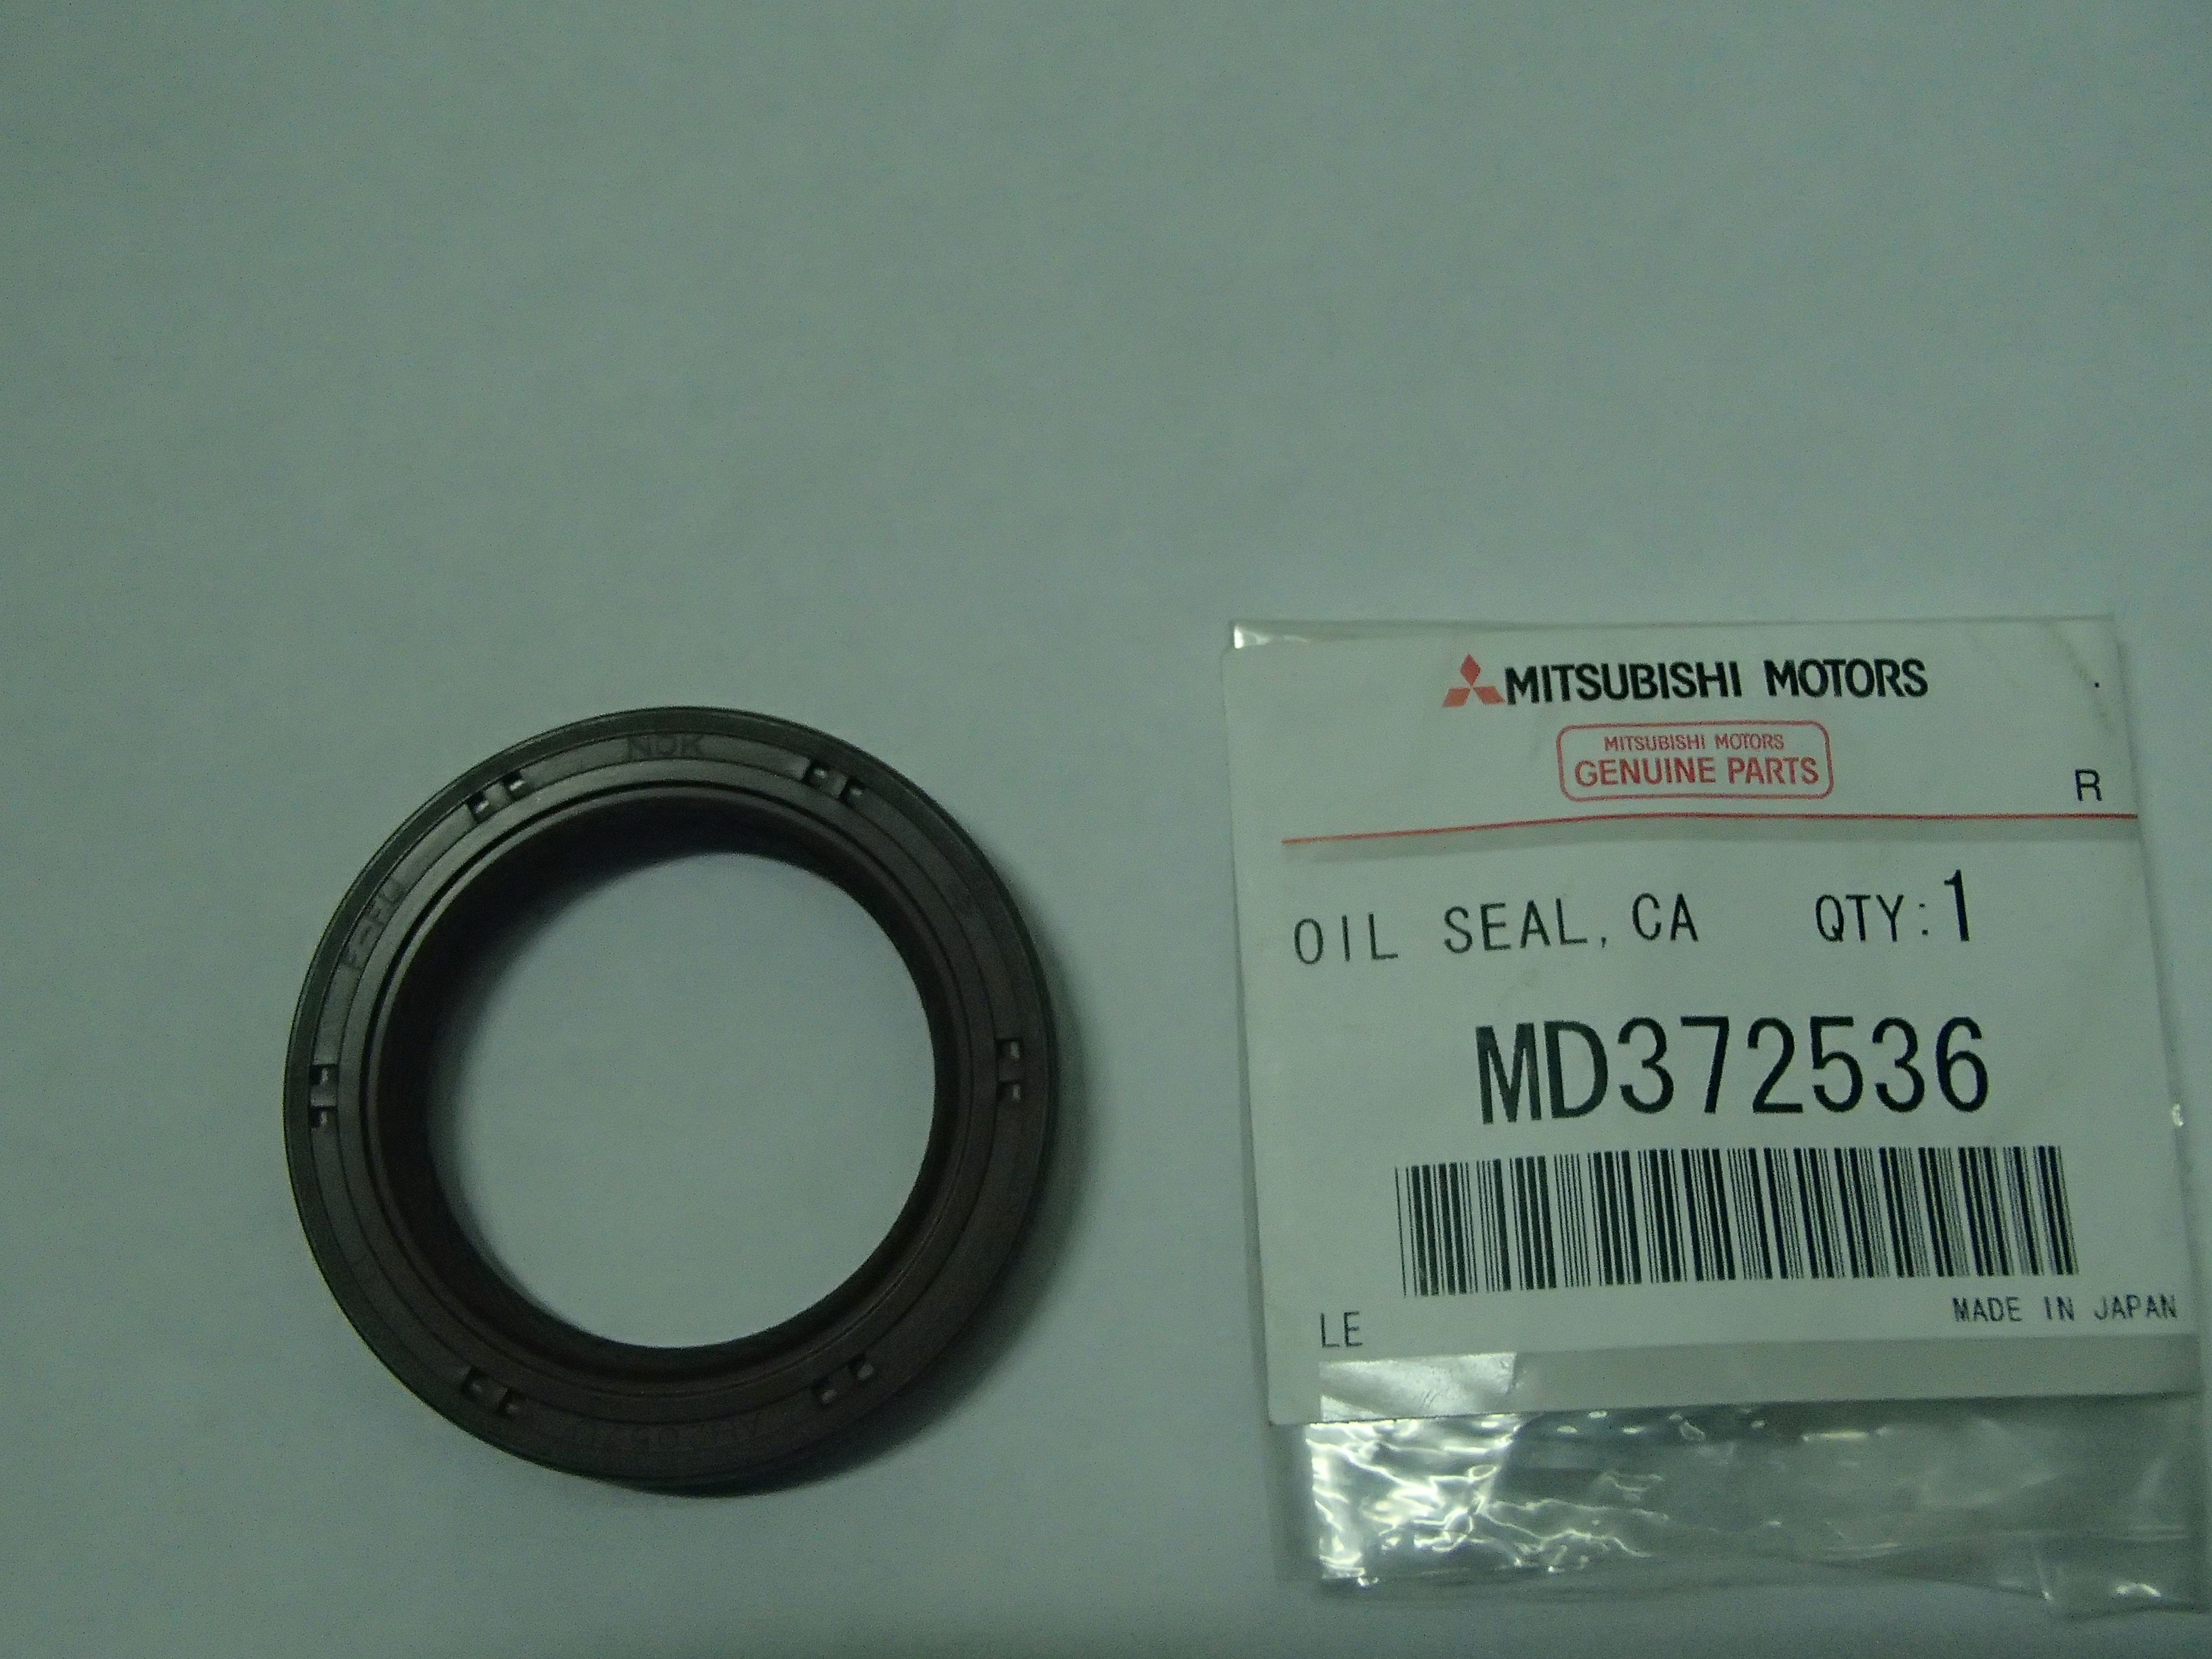 NOK
MITSUBISHI MOTORS
MITSUBISHI MOTORS
GENUINE PARTS
R
OIL SEAL, CA QTY:1
MD372536
LE MADE IN JAPAN